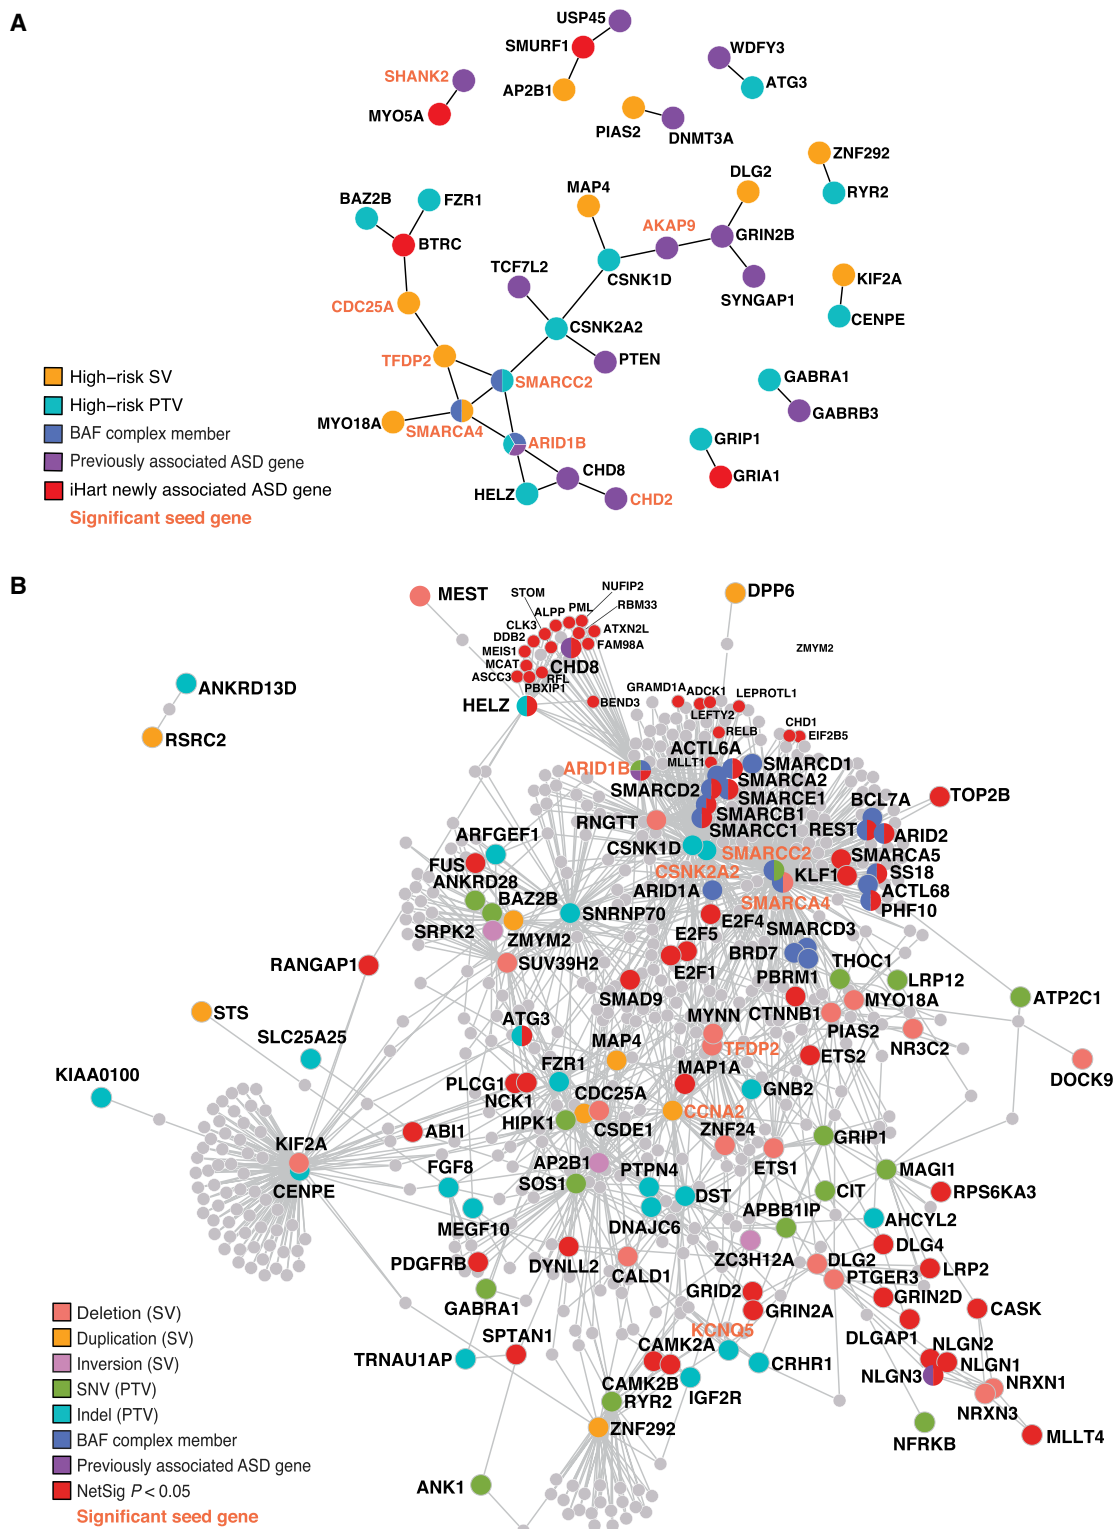 A
USP45
SMURF1
WDFY3
SHANK2
AP2B1
ATG3
MYO5A
PIAS2
DNMT3A
ZNF292
DLG2
MAP4
RYR2
BAZ2B
FZR1
AKAP9
GRIN2B
BTRC
TCF7L2
CSNK1D
KIF2A
SYNGAP1
CDC25A
CENPE
CSNK2A2
TFDP2
PTEN
High-risk SV
SMARCC2
GABRA1
High-risk PTV
GABRB3
MYO18A
SMARCA4
BAF complex member
ARID1B
GRIP1
Previously associated ASD gene
CHD8
GRIA1
iHart newly associated ASD gene
HELZ
CHD2
Significant seed gene
B
MEST
STOM
NUFIP2
DPP6
ALPP
PML
RBM33
CLK3
DDB2
ATXN2L
MEIS1
FAM98A
ZMYM2
MCAT
CHD8
ASCC3
RFL
PBXIP1
ANKRD13D
GRAMD1A
ADCK1
LEPROTL1
HELZ
BEND3
LEFTY2
CHD1
RSRC2
RELB
EIF2B5
ACTL6A
MLLT1
SMARCD1
ARID1B
SMARCA2
SMARCD2
SMARCE1
BCL7A
TOP2B
SMARCB1
RNGTT
SMARCC1
REST
ARID2
ARFGEF1
CSNK1D
SMARCC2
SMARCA5
FUS
CSNK2A2
KLF1
SS18
ANKRD28
ARID1A
ACTL68
BAZ2B
SMARCA4
PHF10
SNRNP70
E2F4
SRPK2
ZMYM2
E2F5
SMARCD3
BRD7
THOC1
RANGAP1
SUV39H2
E2F1
PBRM1
LRP12
SMAD9
MYO18A
ATP2C1
STS
CTNNB1
ATG3
MYNN
PIAS2
SLC25A25
MAP4
TFDP2
NR3C2
ETS2
FZR1
MAP1A
DOCK9
KIAA0100
PLCG1
GNB2
NCK1
CDC25A
CCNA2
HIPK1
CSDE1
ABI1
ZNF24
GRIP1
KIF2A
AP2B1
ETS1
FGF8
PTPN4
MAGI1
SOS1
CENPE
DST
CIT
RPS6KA3
MEGF10
APBB1IP
DNAJC6
AHCYL2
DLG4
PDGFRB
DYNLL2
ZC3H12A
DLG2
CALD1
LRP2
PTGER3
GRID2
GRIN2D
GABRA1
GRIN2A
CASK
Deletion (SV)
KCNQ5
DLGAP1
Duplication (SV)
SPTAN1
CAMK2A
NLGN2
TRNAU1AP
CRHR1
NLGN1
Inversion (SV)
NLGN3
CAMK2B
NRXN1
SNV (PTV)
RYR2
IGF2R
NRXN3
Indel (PTV)
ZNF292
MLLT4
BAF complex member
NFRKB
Previously associated ASD gene
ANK1
NetSig P < 0.05
Significant seed gene